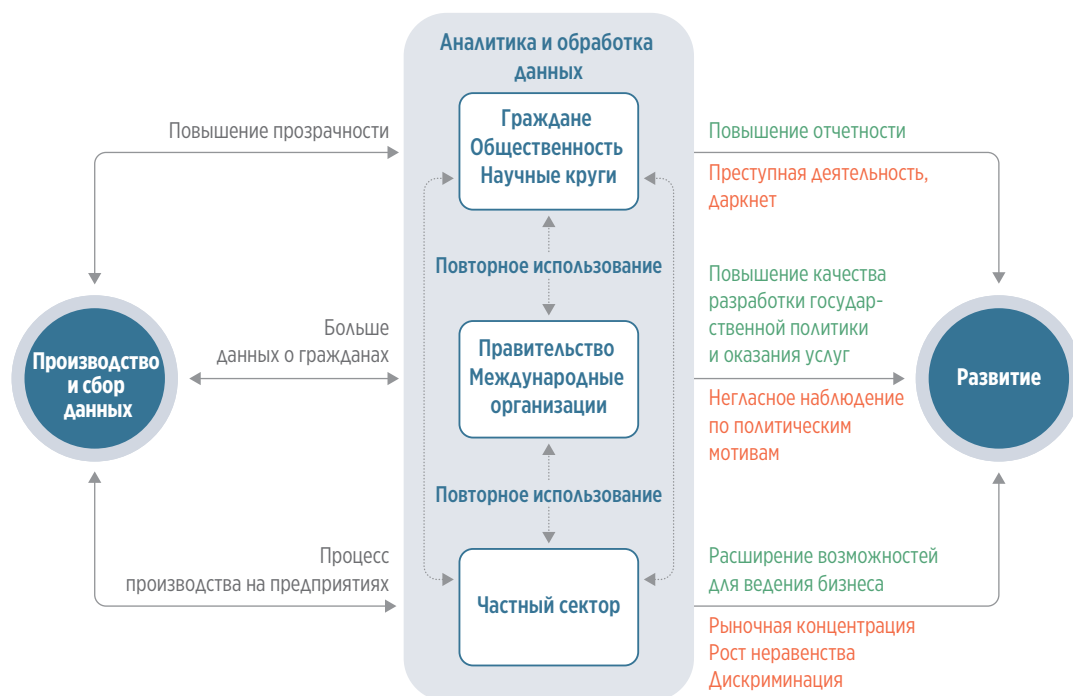 Аналитика и обработка
данных
Граждане
Общественность
Научные круги
Повышение прозрачности
Повышение отчетности
Преступная деятельность,
даркнет
Повторное использование
Производство
и сбор
данных
Больше
данных о гражданах
Правительство
Международные
организации
Повышение качества
разработки государ-
ственной политики
и оказания услуг
Негласное наблюдение
по политическим
мотивам
Развитие
Повторное использование
Процесс
производства на предприятиях
Частный сектор
Расширение возможностей
для ведения бизнеса
Рыночная концентрация
Рост неравенства
Дискриминация